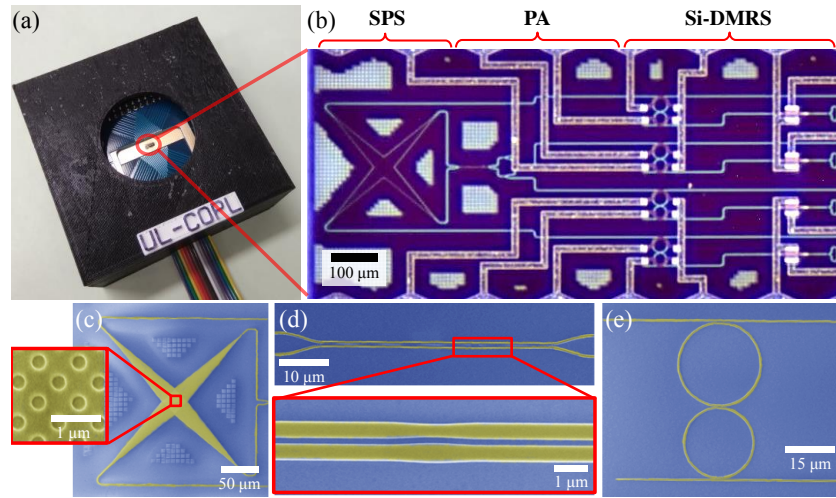 (a)
UL-COPL
(b)
SPS
PA
Si-DMRS
100 μm
(c)
1 μm
50 μm
(d)
10 μm
1 μm
(e)
15 μm